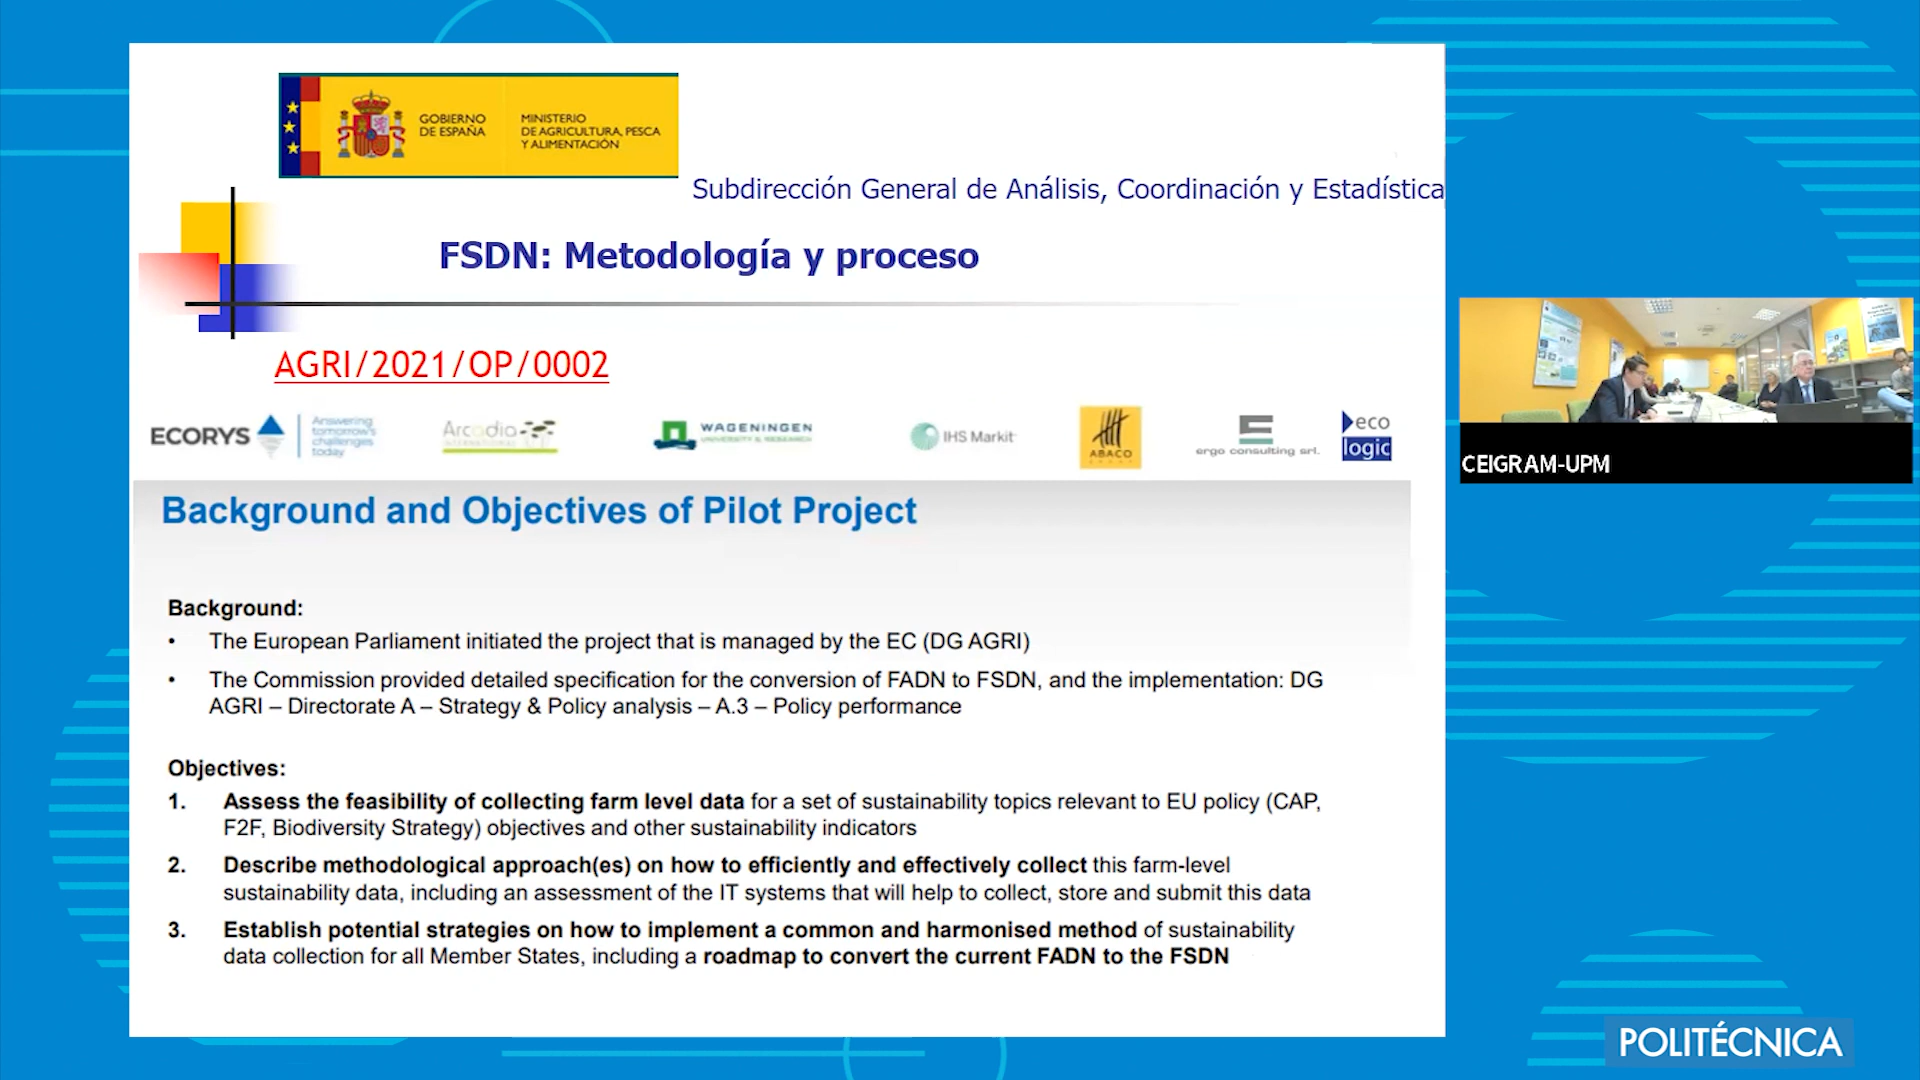 GOBIERNO
DE ESPAÑA
MINISTERIO
DE AGRICULTURA, PESCA
Y ALIMENTACIÓN
Subdirección General de Análisis, Coordinación y Estadística
FSDN: Metodología y proceso
AGRI/2021/OP/0002
ECORYS
Answering
tomorrow's
challenges
today
Arcadia
INTERNATIONAL
WAGENINGEN
UNIVERSITY & RESEARCH
IHS Markit
ABACO
ergo consulting srl.
eco
logic
Background and Objectives of Pilot Project
Background:
• The European Parliament initiated the project that is managed by the EC (DG AGRI)
• The Commission provided detailed specification for the conversion of FADN to FSDN, and the implementation: DG
AGRI – Directorate A – Strategy & Policy analysis – A.3 – Policy performance
Objectives:
1. Assess the feasibility of collecting farm level data for a set of sustainability topics relevant to EU policy (CAP,
F2F, Biodiversity Strategy) objectives and other sustainability indicators
2. Describe methodological approach(es) on how to efficiently and effectively collect this farm-level
sustainability data, including an assessment of the IT systems that will help to collect, store and submit this data
3. Establish potential strategies on how to implement a common and harmonised method of sustainability
data collection for all Member States, including a roadmap to convert the current FADN to the FSDN
CEIGRAM-UPM
POLITÉCNICA